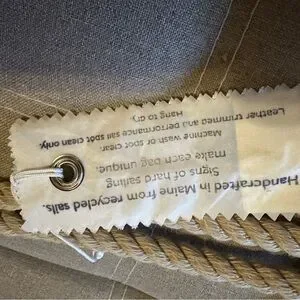 Handcrafted in Maine from recycled sails.
Signs of hard sailing
make each bag unique.
Machine wash or spot clean.
Leather trimmed and performance sail spot clean only.
Hang to dry.